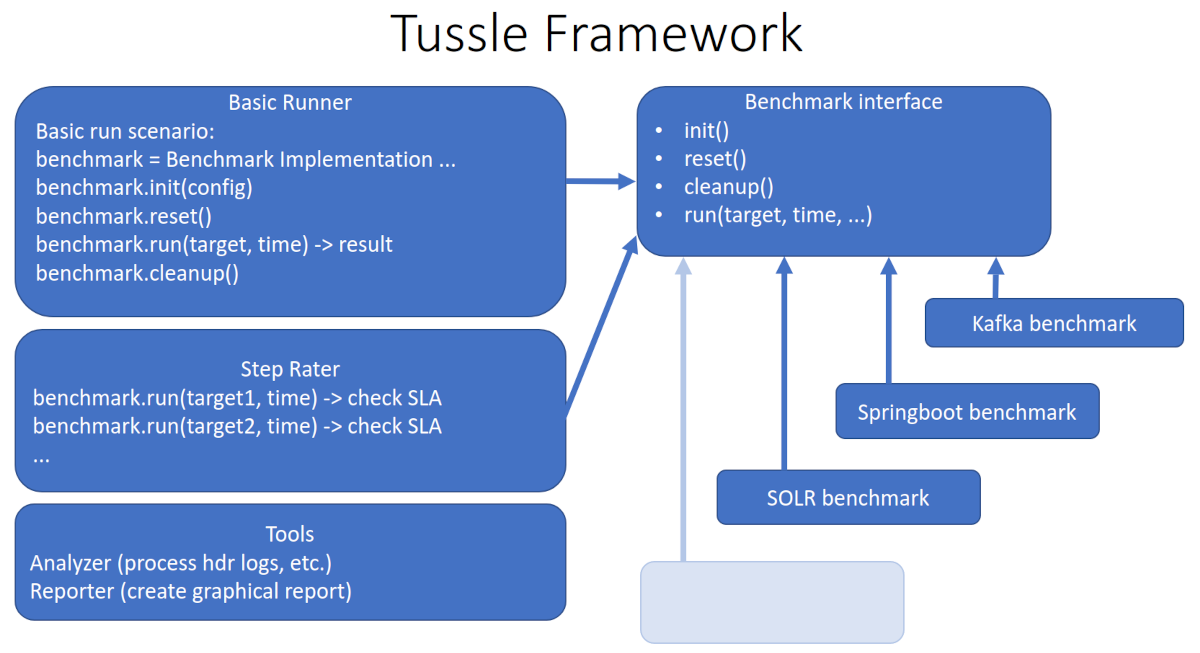 Tussle Framework
Basic Runner
Basic run scenario:
benchmark = Benchmark Implementation ...
benchmark.init(config)
benchmark.reset()
benchmark.run(target, time) -> result
benchmark.cleanup()
Step Rater
benchmark.run(target1, time) -> check SLA
benchmark.run(target2, time) -> check SLA
...
Tools
Analyzer (process hdr logs, etc.)
Reporter (create graphical report)
Benchmark interface
• init()
• reset()
• cleanup()
• run(target, time, ...)
Kafka benchmark
Springboot benchmark
SOLR benchmark